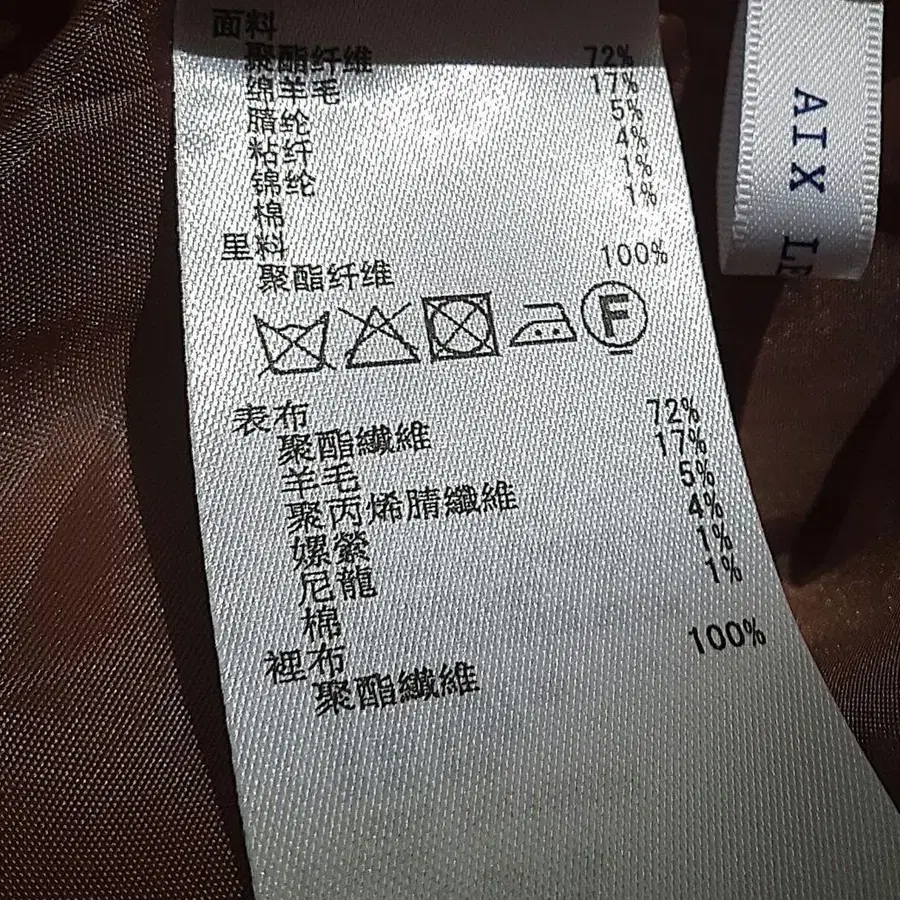 面料
聚酯纤维 72%
绵羊毛 17%
腈纶 5%
粘纤 4%
锦纶 1%
棉 1%
里料
聚酯纤维 100%
F
表布
聚酯纖維 72%
羊毛 17%
聚丙烯腈纖維 5%
嫘縈 4%
尼龍 1%
棉 1%
裡布
聚酯纖維 100%
AIX LE